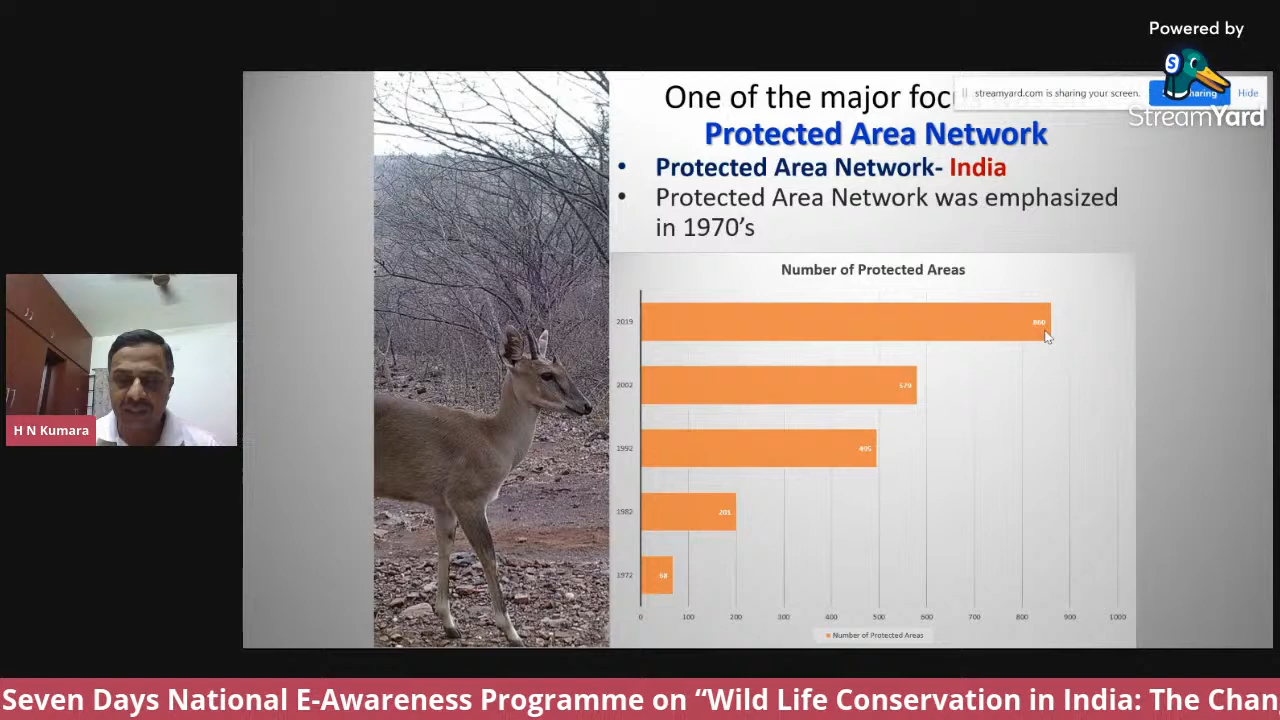 Powered by
StreamYard
One of the major foc
streamyard.com is sharing your screen.
Hide
Protected Area Network
• Protected Area Network- India
• Protected Area Network was emphasized
in 1970's
Number of Protected Areas
2019
860
2002
579
1992
495
1982
201
1972
68
0 100 200 300 400 500 600 700 800 900 1000
Number of Protected Areas
H N Kumara
Seven Days National E-Awareness Programme on “Wild Life Conservation in India: The Chan